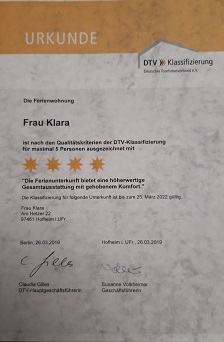 URKUNDE
DTV Klassifizierung
Deutscher Tourismusverband e.V.
Die Ferienwohnung
Frau Klara
ist nach den Qualitätskriterien der DTV-Klassifizierung
für maximal 5 Personen ausgezeichnet mit
"Die Ferienunterkunft bietet eine höherwertige
Gesamtausstattung mit gehobenem Komfort."
Die Klassifizierung für folgende Unterkunft ist bis zum 25. März 2022 gültig.
Frau Klara
Am Hetzer 22
97461 Hofheim i. UFr.
Berlin, 26.03.2019
Hofheim i. UFr., 26.03.2019
Claudia Gilles
DTV-Hauptgeschäftsführerin
Susanne Volkheimer
Geschäftsführerin